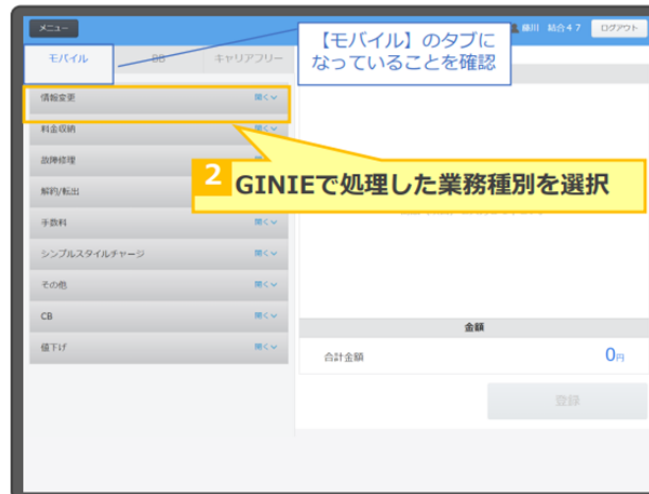 メニュー
藤川 結合47
ログアウト
【モバイル】のタブに
なっていることを確認
モバイル
BB
キャリアフリー
情報変更
開く
料金収納
開く
故障修理
2 GINIEで処理した業務種別を選択
解約/転出
手数料
開く
シンプルスタイルチャージ
開く
その他
開く
CB
開く
値下げ
開く
金額
合計金額
0円
登録